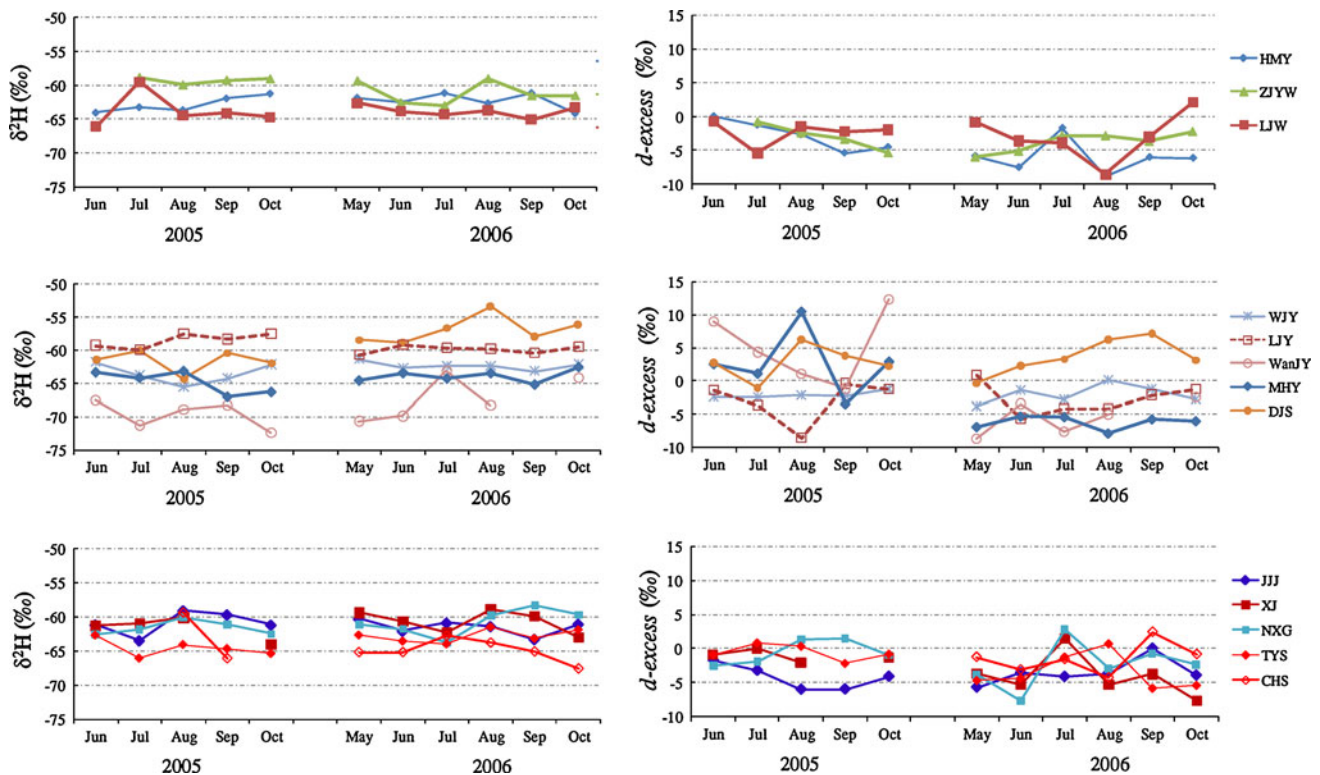 δ²H (‰)
-50
-55
-60
-65
-70
-75
Jun Jul Aug Sep Oct May Jun Jul Aug Sep Oct
2005 2006
d-excess (‰)
15
10
5
0
-5
-10
Jun Jul Aug Sep Oct May Jun Jul Aug Sep Oct
2005 2006
HMY
ZJYW
LJW
δ²H (‰)
-50
-55
-60
-65
-70
-75
Jun Jul Aug Sep Oct May Jun Jul Aug Sep Oct
2005 2006
d-excess (‰)
15
10
5
0
-5
-10
Jun Jul Aug Sep Oct May Jun Jul Aug Sep Oct
2005 2006
WJY
LJY
WanJY
MHY
DJS
δ²H (‰)
-50
-55
-60
-65
-70
-75
Jun Jul Aug Sep Oct May Jun Jul Aug Sep Oct
2005 2006
d-excess (‰)
15
10
5
0
-5
-10
Jun Jul Aug Sep Oct May Jun Jul Aug Sep Oct
2005 2006
JJJ
XJ
NXG
TYS
CHS